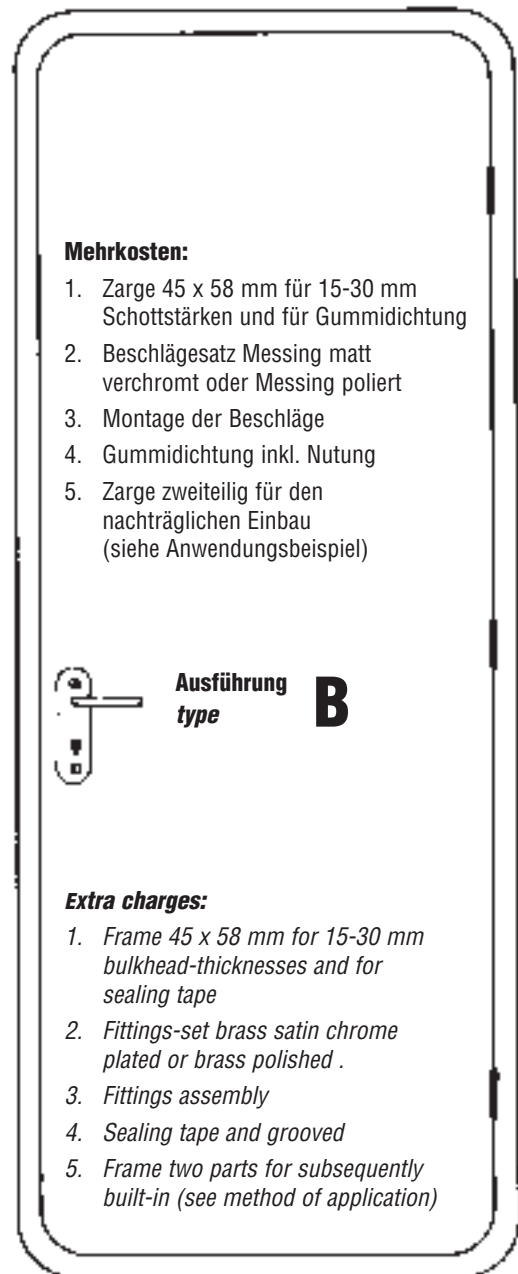 Mehrkosten:
1. Zarge 45 x 58 mm für 15-30 mm
Schottstärken und für Gummidichtung
2. Beschlägesatz Messing matt
verchromt oder Messing poliert
3. Montage der Beschläge
4. Gummidichtung inkl. Nutung
5. Zarge zweiteilig für den
nachträglichen Einbau
(siehe Anwendungsbeispiel)
Ausführung
type
B
Extra charges:
1. Frame 45 x 58 mm for 15-30 mm
bulkhead-thicknesses and for
sealing tape
2. Fittings-set brass satin chrome
plated or brass polished .
3. Fittings assembly
4. Sealing tape and grooved
5. Frame two parts for subsequently
built-in (see method of application)